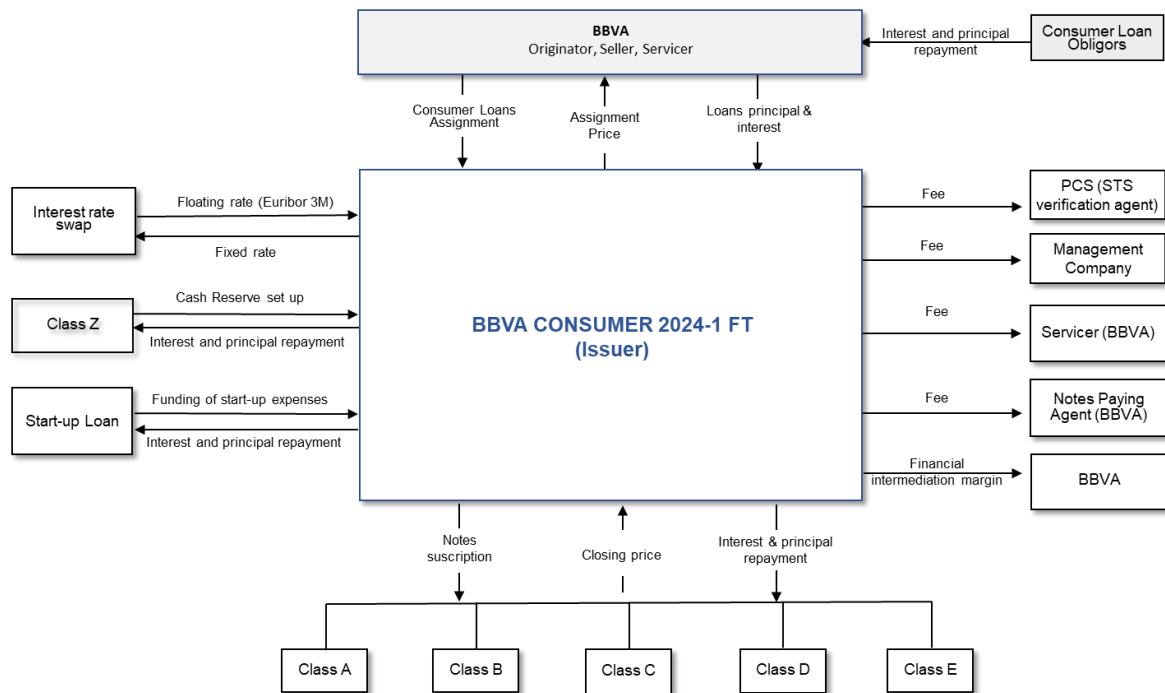 BBVA
Originator, Seller, Servicer
Interest and principal
repayment
Consumer Loan
Obligors
Consumer Loans
Assignment
Assignment
Price
Loans principal &
interest
Interest rate
swap
Floating rate (Euribor 3M)
Fixed rate
Class Z
Cash Reserve set up
Interest and principal repayment
Start-up Loan
Funding of start-up expenses
Interest and principal repayment
BBVA CONSUMER 2024-1 FT
(Issuer)
Fee
PCS (STS
verification agent)
Fee
Management
Company
Fee
Servicer (BBVA)
Fee
Notes Paying
Agent (BBVA)
Financial
intermediation margin
BBVA
Notes
suscription
Closing price
Interest & principal
repayment
Class A
Class B
Class C
Class D
Class E